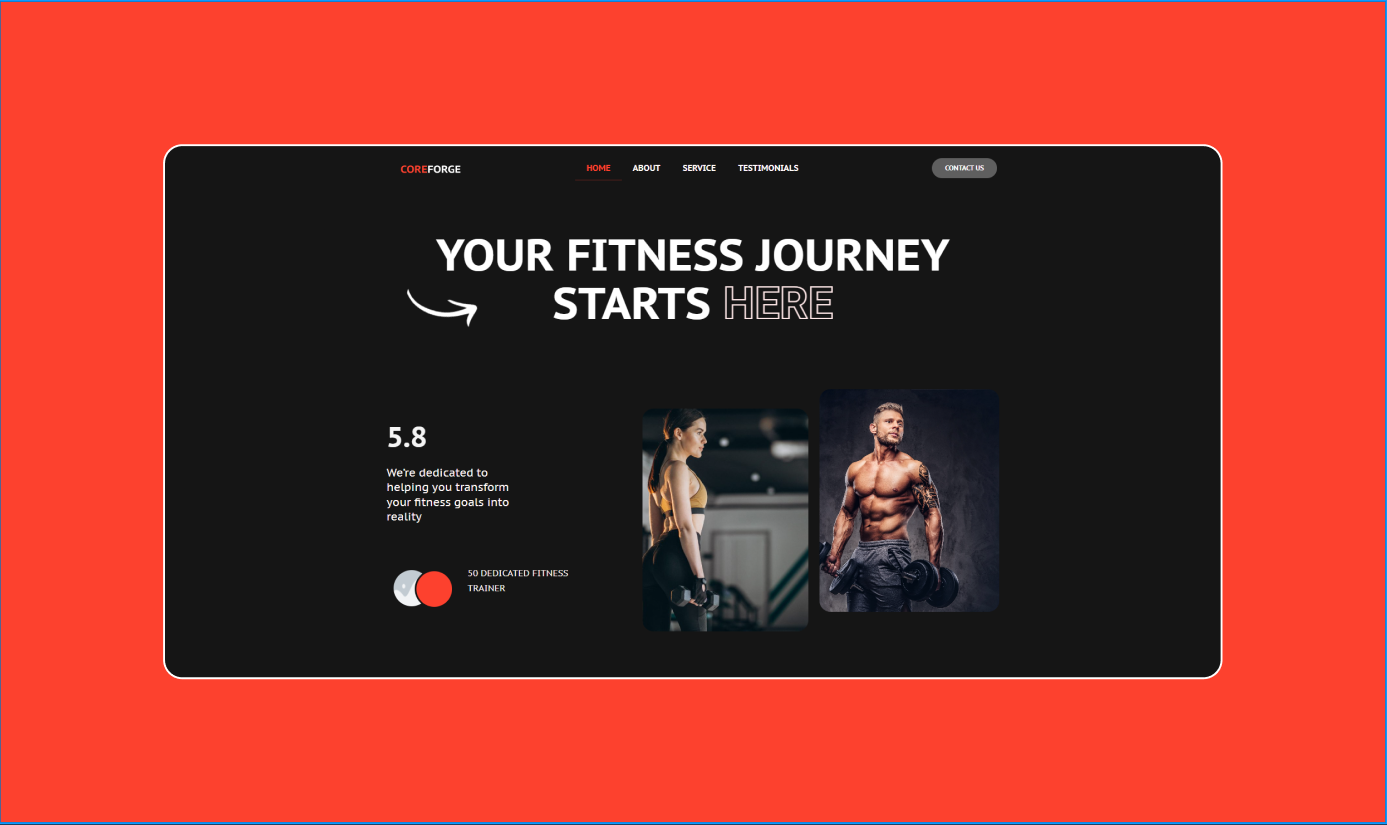 COREFORGE
HOME ABOUT SERVICE TESTIMONIALS
CONTACT US
YOUR FITNESS JOURNEY
STARTS HERE
5.8
We're dedicated to
helping you transform
your fitness goals into
reality
50 DEDICATED FITNESS
TRAINER